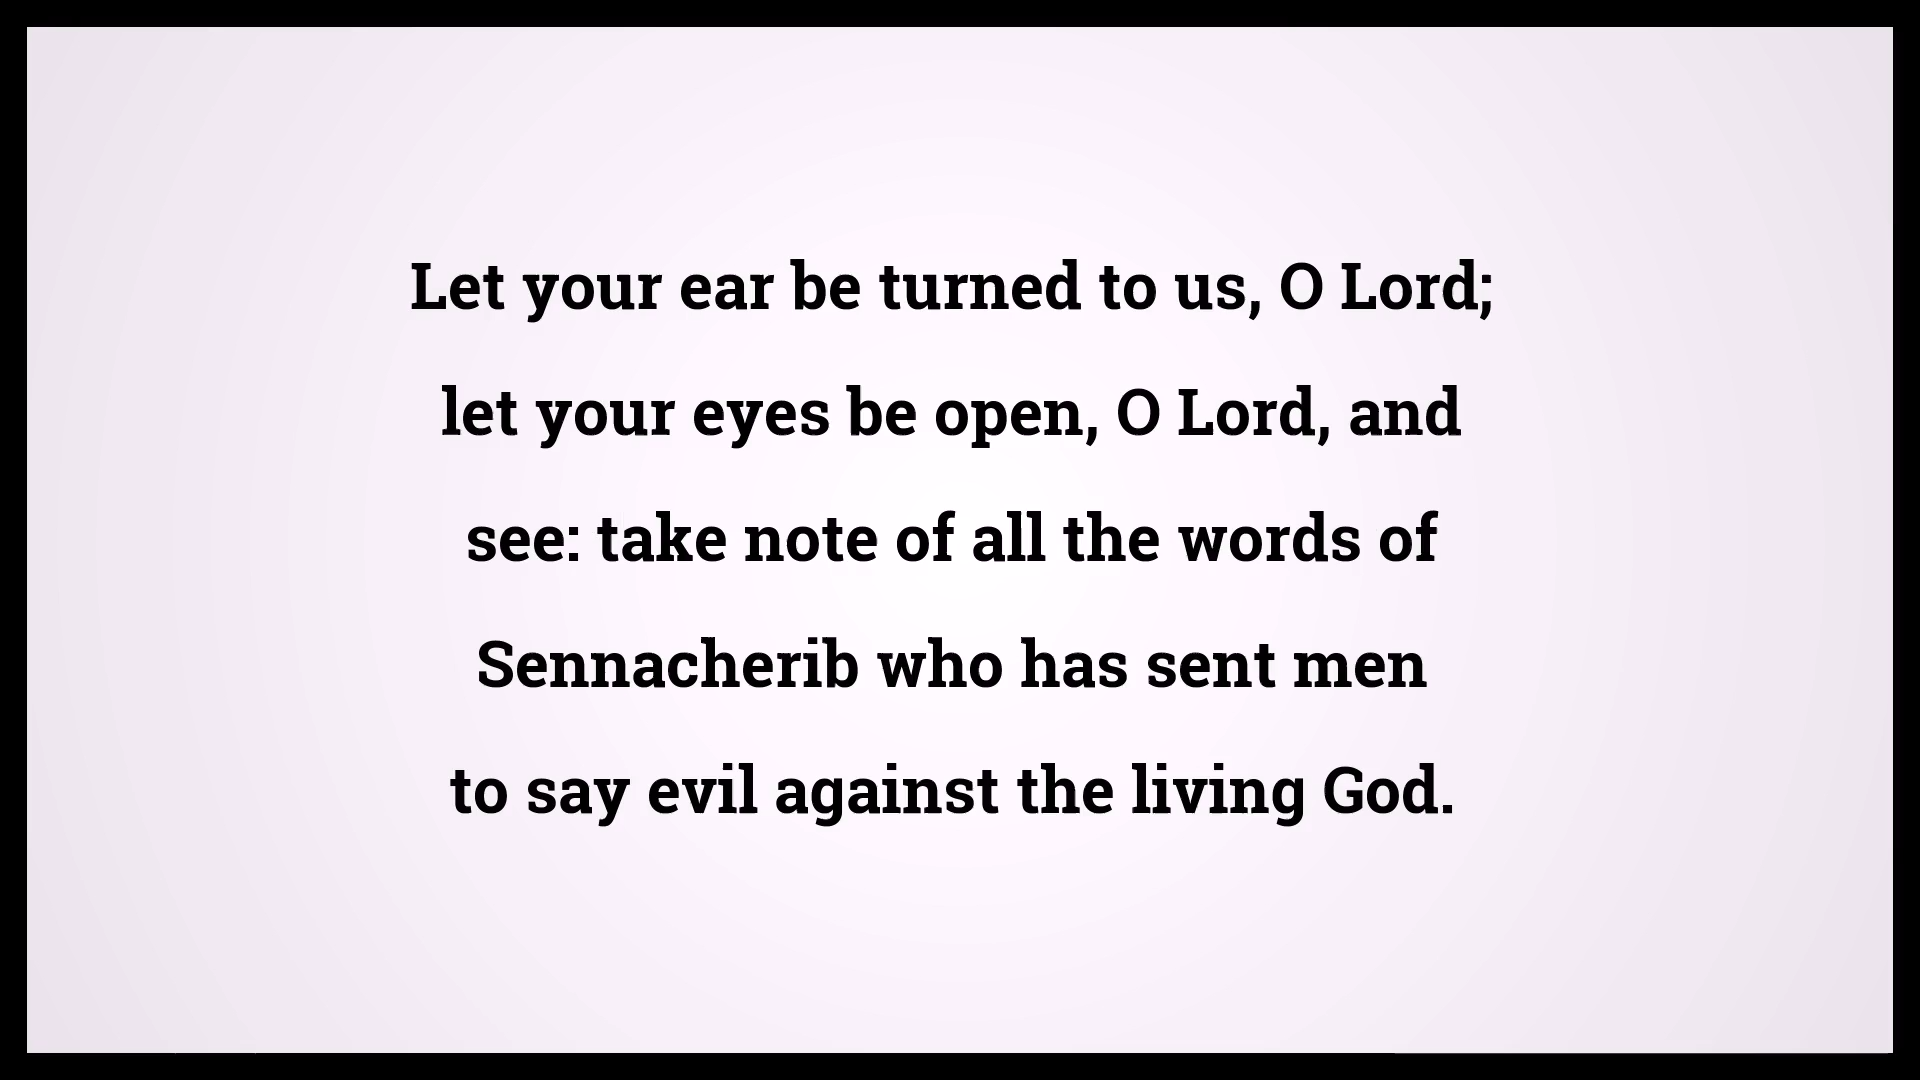 Let your ear be turned to us, O Lord;
let your eyes be open, O Lord, and
see: take note of all the words of
Sennacherib who has sent men
to say evil against the living God.